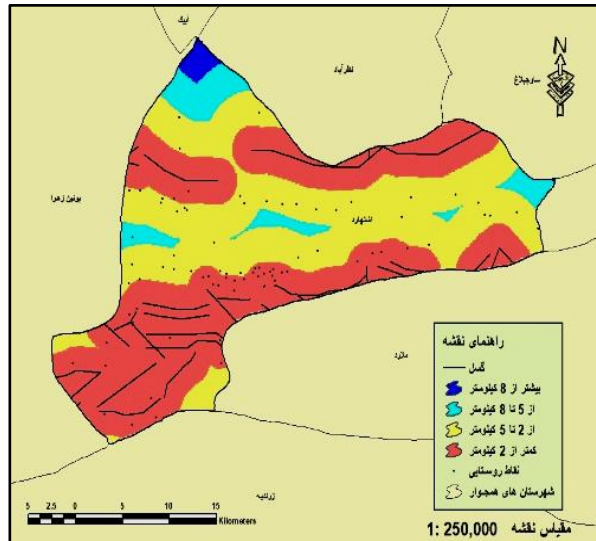 آبیک
نظرآباد
N
ساوجبلاغ
بوئین زهرا
اشتهارد
ملارد
زرندیه
راهنمای نقشه
گسل
بیشتر از 8 کیلومتر
از 5 تا 8 کیلومتر
از 2 تا 5 کیلومتر
کمتر از 2 کیلومتر
نقاط روستایی
شهرستان های همجوار
5 2.5 0 5 10 15
Kilometers
مقیاس نقشه 1: 250,000